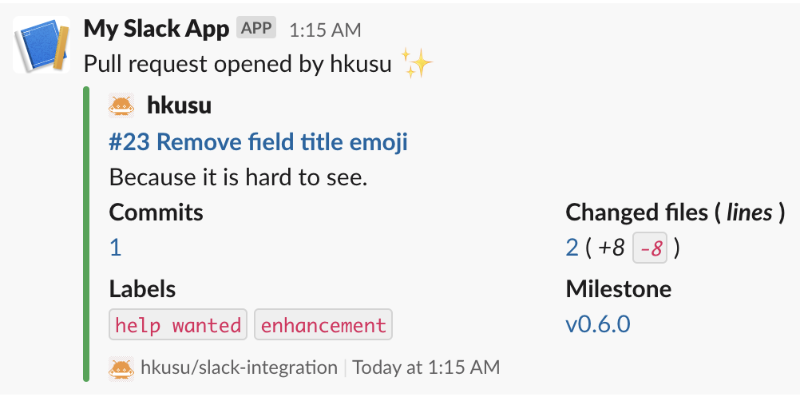 My Slack App APP 1:15 AM
Pull request opened by hkusu ✨
hkusu
#23 Remove field title emoji
Because it is hard to see.
Commits Changed files ( lines )
1 2 ( +8 -8 )
Labels Milestone
help wanted enhancement v0.6.0
hkusu/slack-integration | Today at 1:15 AM